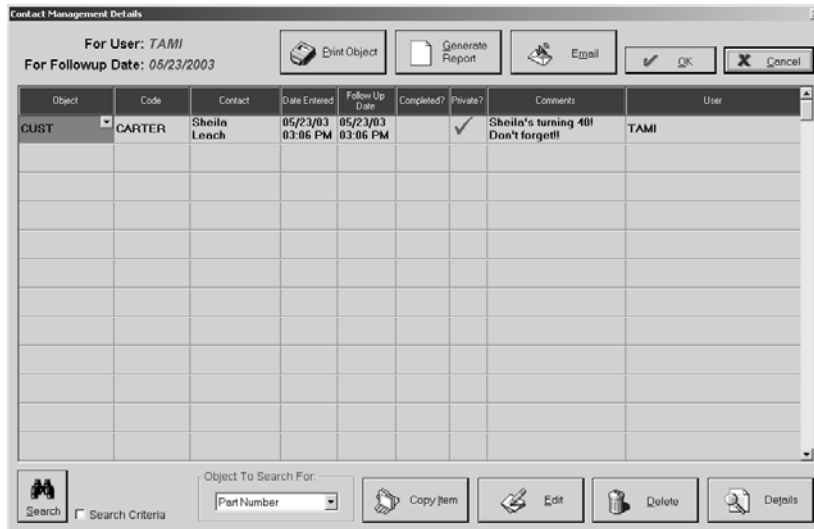 Contact Management Details
For User: TAMI
For Followup Date: 05/23/2003
Print Object
Generate Report
Email
OK
Cancel
Object Code Contact Date Entered Follow Up Date Completed? Private? Comments User
CUST CARTER Sheila Leach 05/23/03 03:06 PM 05/23/03 03:06 PM Sheila's turning 40! Don't forget!! TAMI
Search
Search Criteria
Object To Search For:
Part Number
Copy Item
Edit
Delete
Details